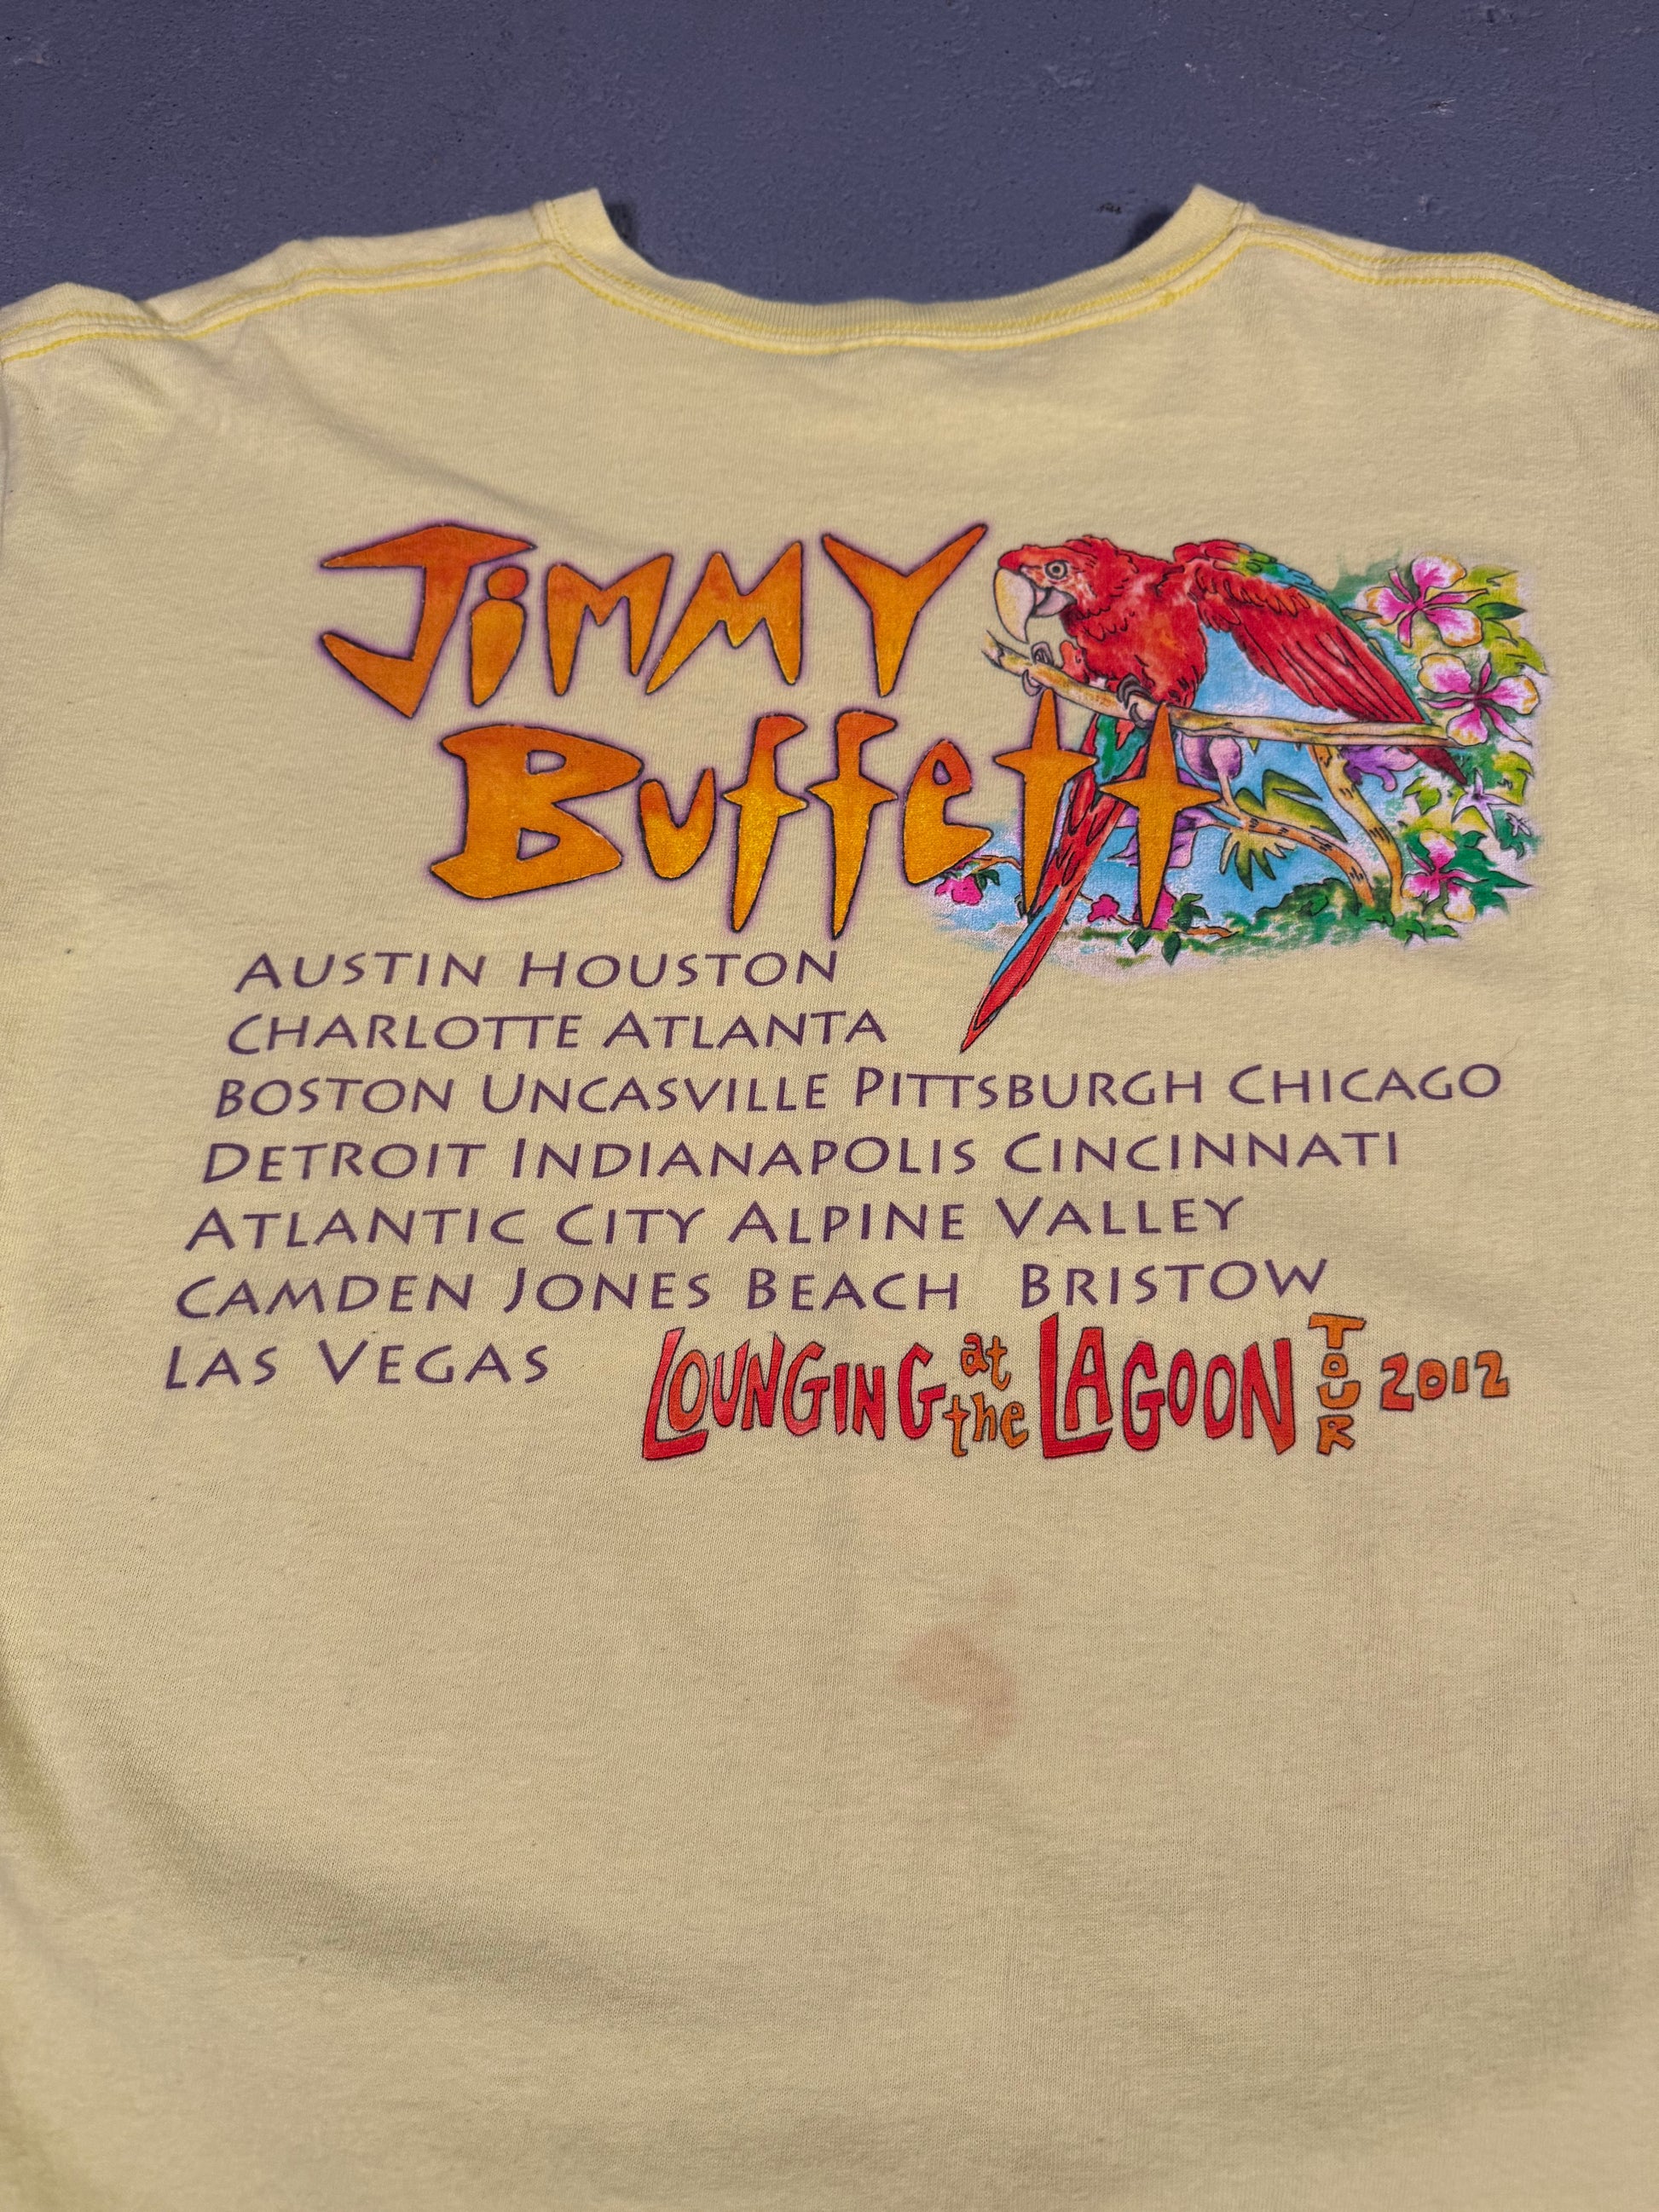 Jimmy
Buffett
AUSTIN HOUSTON
CHARLOTTE ATLANTA
BOSTON UNCASVILLE PITTSBURGH CHICAGO
DETROIT INDIANAPOLIS CINCINNATI
ATLANTIC CITY ALPINE VALLEY
CAMDEN JONES BEACH BRISTOW
LAS VEGAS
LOUNGING at the LAGOON TOUR 2012